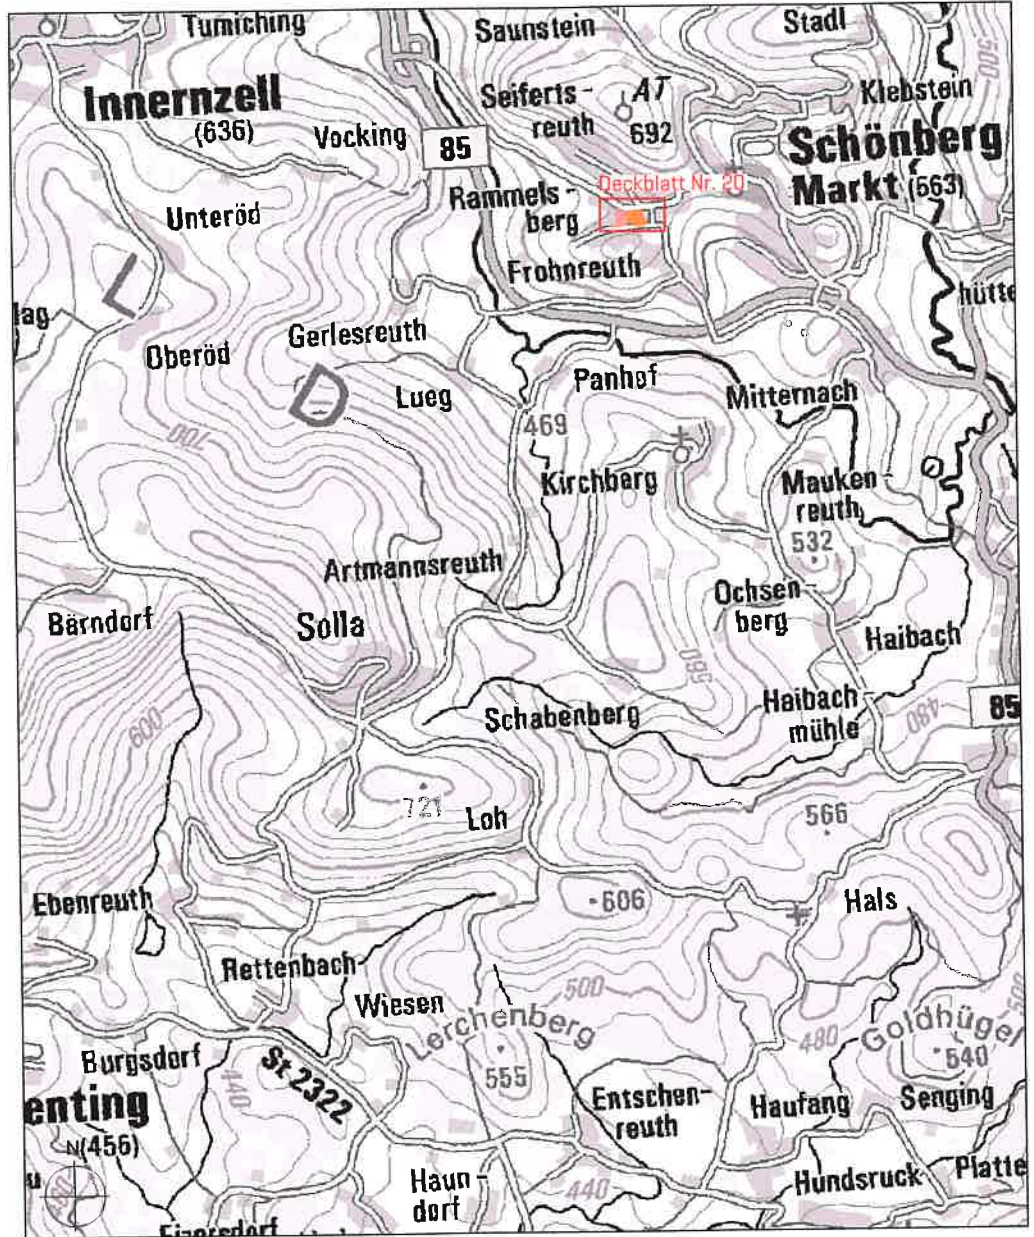 Tumiching
Saunstein
Stadl
500
Innernzell
(636)
Vocking
85
Seiferts-
reuth
AT
692
Klebstein
Schönberg
Markt (563)
Deckblatt Nr. 20
Rammels-
berg
Unteröd
Frohnreuth
lag
Oberöd
Gerlesreuth
hütte
L
D
Lueg
Panhof
Mitternach
700
469
Kirchberg
Mauken-
reuth
532
Artmannsreuth
Ochsen-
berg
Bärndorf
Solla
Haibach
560
Schabenberg
Haibach-
mühle
480
85
600
721
Loh
566
Ebenreuth
606
Hals
Rettenbach
Wiesen
500
500
Lerchenberg
555
480
Goldhügel
540
Burgsdorf
St 2322
440
enting
N(456)
Entschen-
reuth
Haufang
Senging
u
Haun-
dorf
440
Hundsruck
Platte